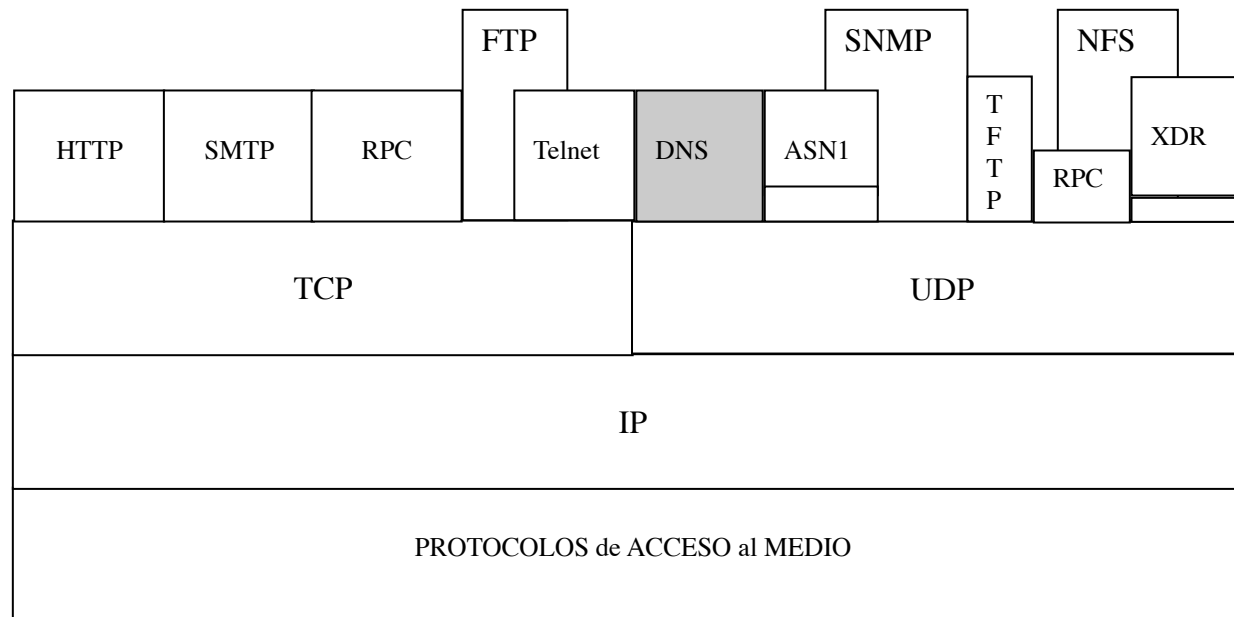 FTP
SNMP
NFS
HTTP
SMTP
RPC
Telnet
DNS
ASN1
T
F
T
P
RPC
XDR
TCP
UDP
IP
PROTOCOLOS de ACCESO al MEDIO